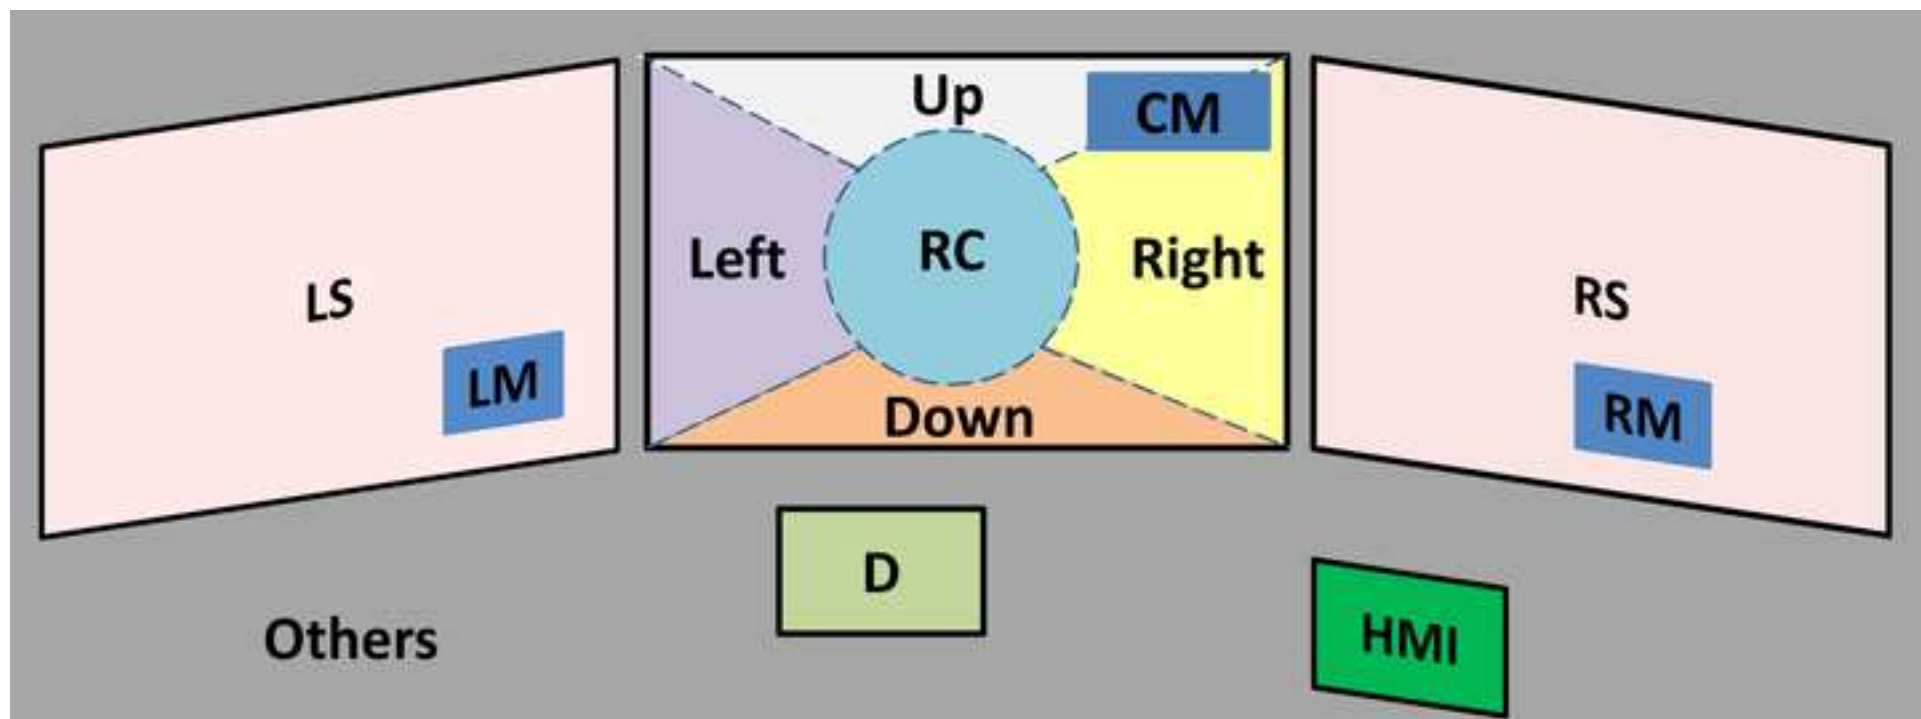 Up
CM
Left
RC
Right
LS
RS
LM
RM
Down
D
Others
HMI